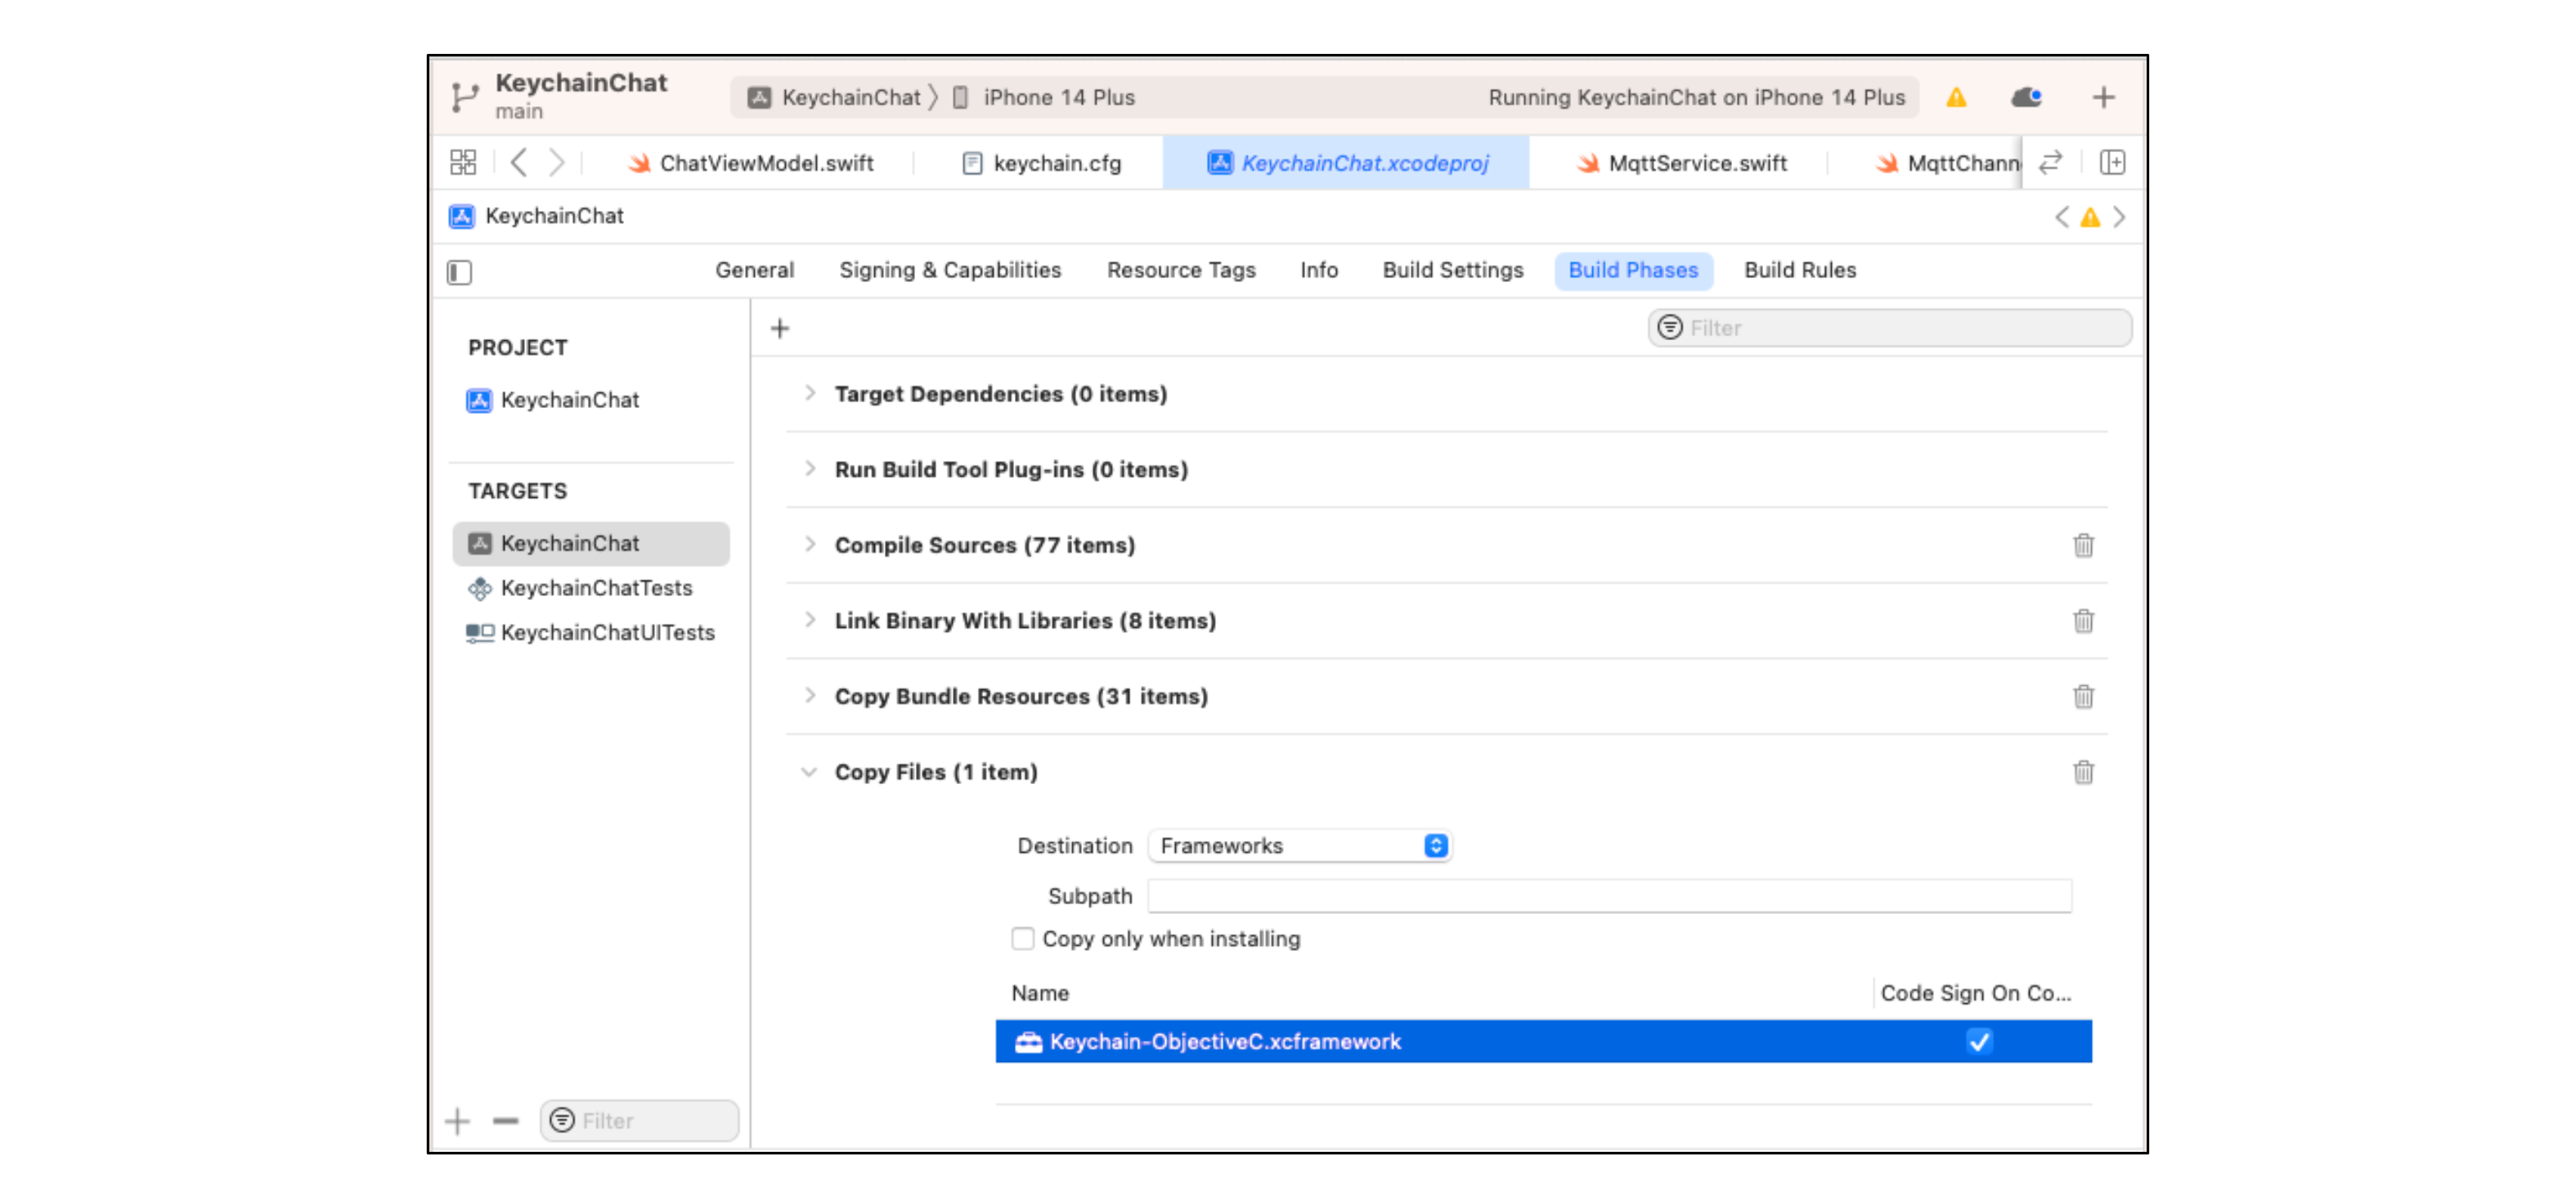 KeychainChat
main
KeychainChat 〉 iPhone 14 Plus
Running KeychainChat on iPhone 14 Plus
ChatViewModel.swift
keychain.cfg
KeychainChat.xcodeproj
MqttService.swift
MqttChann
KeychainChat
General
Signing & Capabilities
Resource Tags
Info
Build Settings
Build Phases
Build Rules
Filter
PROJECT
KeychainChat
TARGETS
KeychainChat
KeychainChatTests
KeychainChatUITests
Filter
Target Dependencies (0 items)
Run Build Tool Plug-ins (0 items)
Compile Sources (77 items)
Link Binary With Libraries (8 items)
Copy Bundle Resources (31 items)
Copy Files (1 item)
Destination Frameworks
Subpath
Copy only when installing
Name Code Sign On Co...
Keychain-ObjectiveC.xcframework